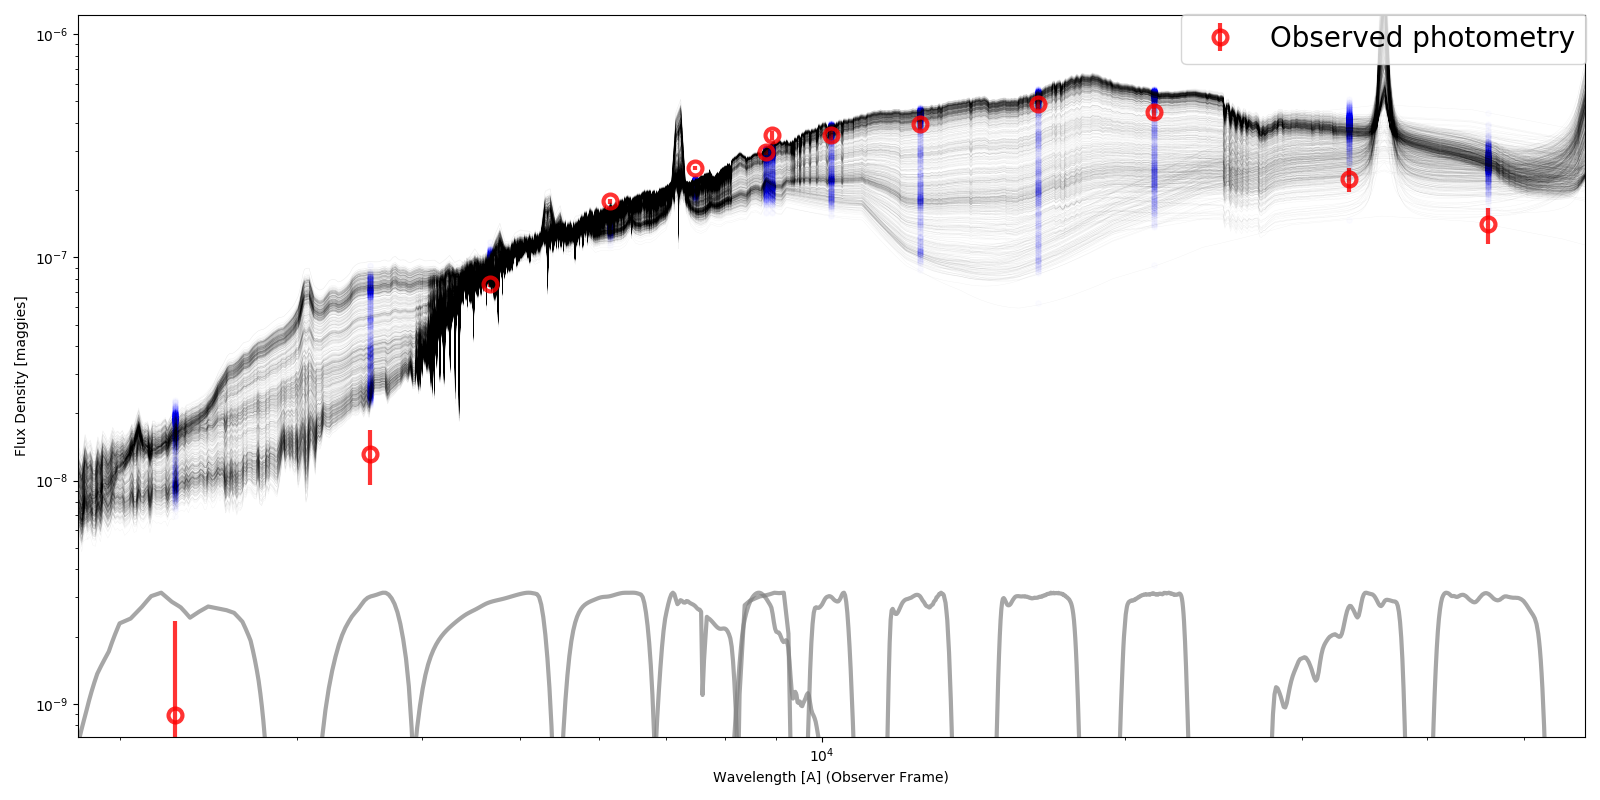 Observed photometry
Flux Density [maggies]
10⁻⁶
10⁻⁷
10⁻⁸
10⁻⁹
10⁴
Wavelength [A] (Observer Frame)